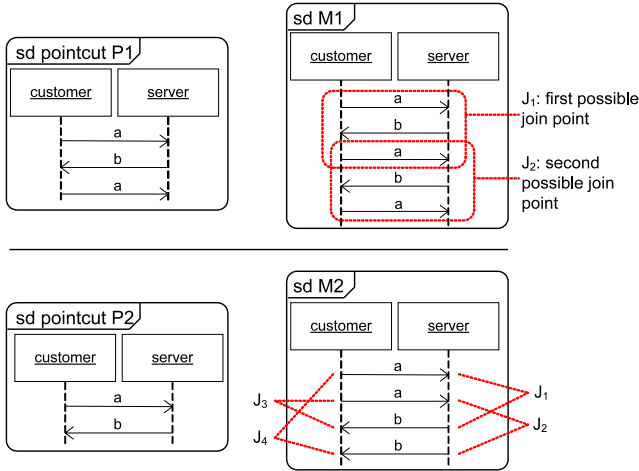 sd pointcut P1
customer
server
a
b
a
sd M1
customer
server
a
b
a
b
a
J₁: first possible
join point
J₂: second
possible join
point
sd pointcut P2
customer
server
a
b
sd M2
customer
server
a
a
b
b
J₃
J₄
J₁
J₂